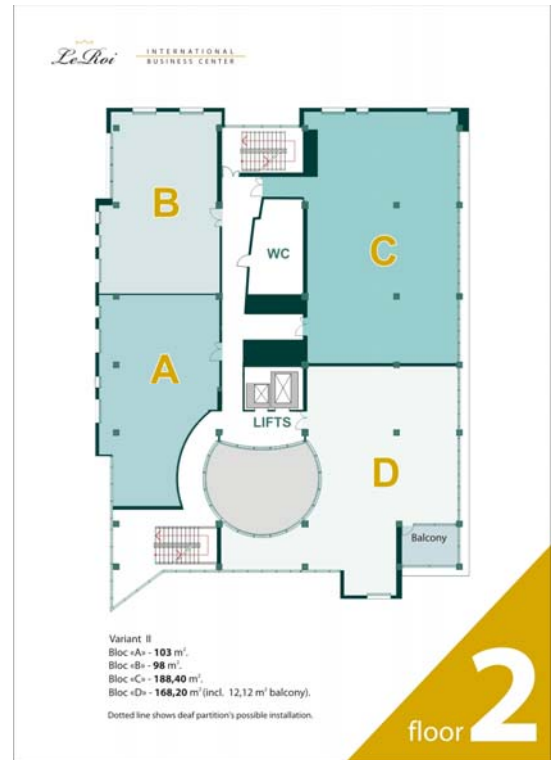 Le Roi
INTERNATIONAL
BUSINESS CENTER
B
WC
C
A
LIFTS
D
Balcony
Variant II
Bloc «A» - 103 m².
Bloc «B» - 98 m².
Bloc «C» - 188,40 m².
Bloc «D» - 168,20 m² (incl. 12,12 m² balcony).
Dotted line shows deaf partition's possible installation.
floor 2